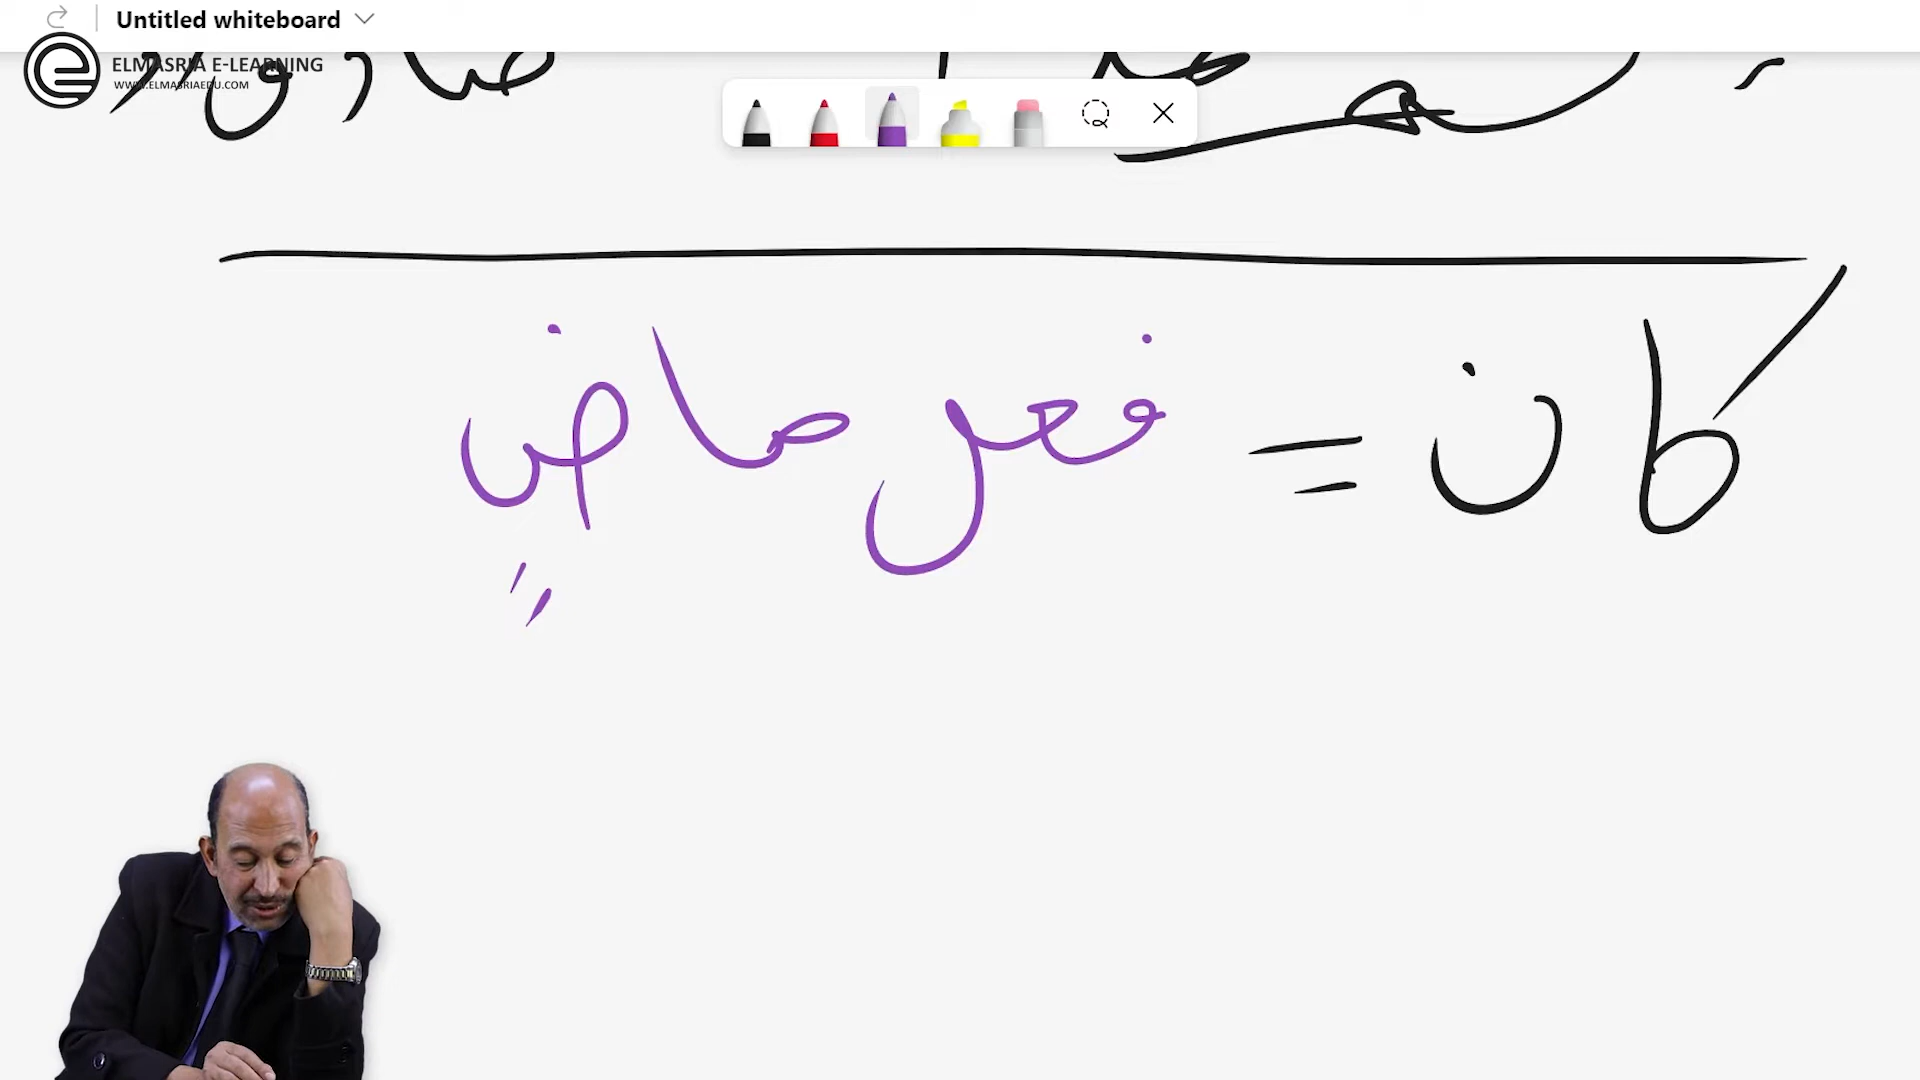 Untitled whiteboard
ELMASRIA E-LEARNING
WWW.ELMASRIAEDU.COM
كان = فعل ماضٍ